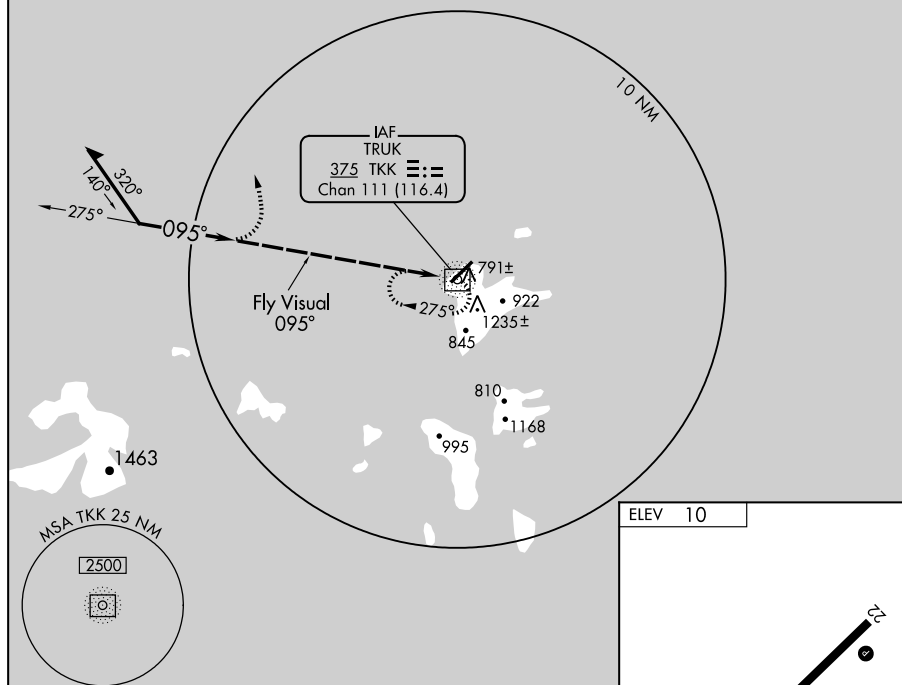 10 NM
IAF
TRUK
375 TKK
Chan 111 (116.4)
320°
140°
275°
095°
791±
922
275°
1235±
845
Fly Visual
095°
810
1168
995
1463
MSA TKK 25 NM
2500
ELEV 10
22
P